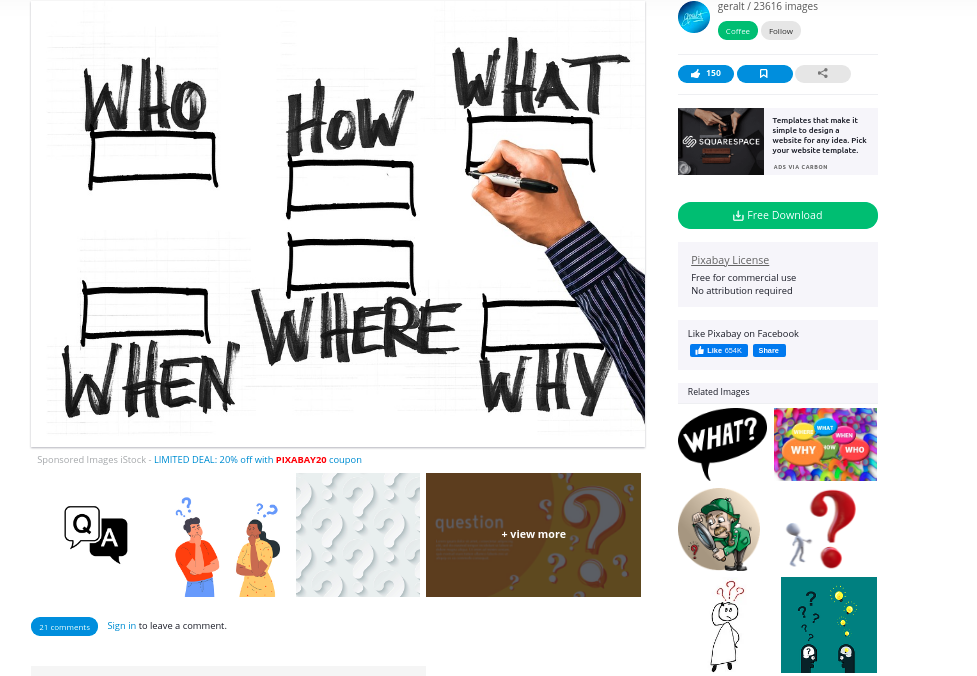 WHO
HOW
WHAT
WHEN
WHERE
WHY
Sponsored Images iStock - LIMITED DEAL: 20% off with PIXABAY20 coupon
Q
A
question
+ view more
21 comments
Sign in to leave a comment.
geralt / 23616 images
Coffee
Follow
150
SQUARESPACE
Templates that make it
simple to design a
website for any idea. Pick
your website template.
ADS VIA CARBON
Free Download
Pixabay License
Free for commercial use
No attribution required
Like Pixabay on Facebook
Like 654K
Share
Related Images
WHAT?
WHERE
WHAT
WHEN
WHY
HOW
WHO